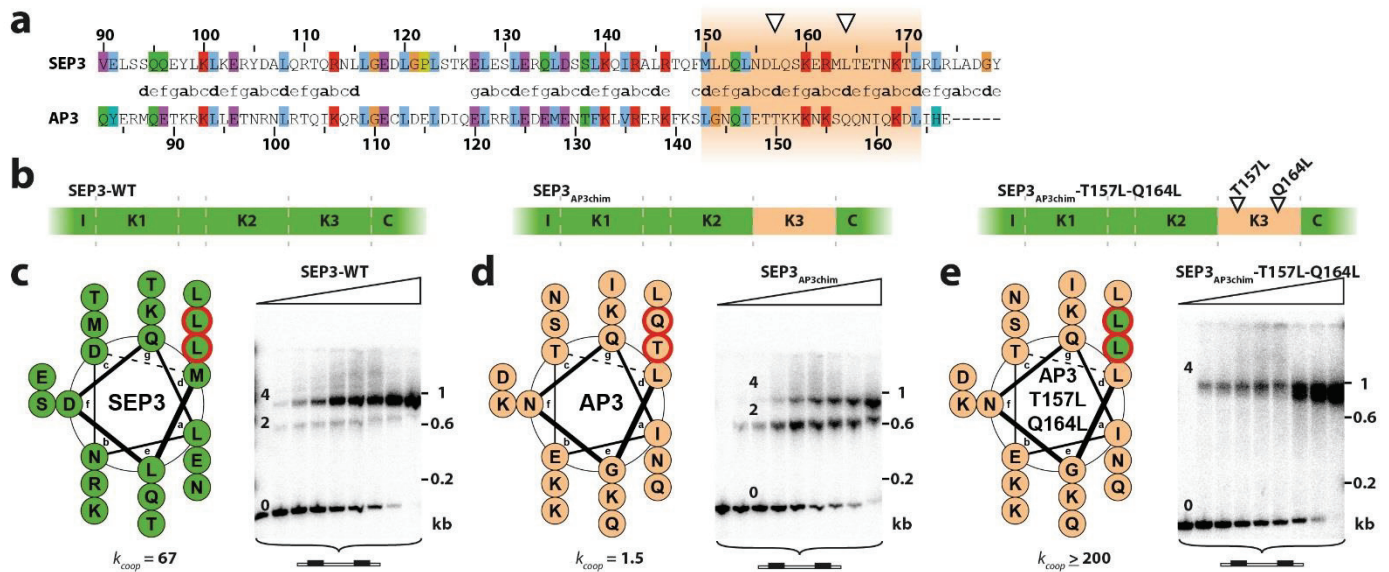 a
90 100 110 120 130 140 150 160 170
SEP3 VELSSQQEYLKLKERYDALQRTQRNLLGEDLGPLSTKELESLERQLDSSLKQIRALRTQFMLDQLNDLQSKERMLTETNKTLRLRLADGY
defgabcdefgabcdefgabcd gabcdefgabcdefgabcde cdefgabcdefgabcdefgabcdefgabcde
AP3 QYERMQETKRKLLETNRNLRTQIKQRLGECLDELDIQELRRLEDEMENTFKLVRERKFKSLGNQIETTKKKNKSQQNIQKDLIHE-----
90 100 110 120 130 140 150 160
b
SEP3-WT
I K1 K2 K3 C
SEP3AP3chim
I K1 K2 K3 C
SEP3AP3chim-T157L-Q164L
T157L Q164L
I K1 K2 K3 C
c
SEP3-WT
T K Q g
T M D c
L L L M d
E S D f
SEP3
L E N a
N R K b
L Q T e
kcoop = 67
4 2 0
1
0.6
0.2
kb
d
SEP3AP3chim
I K Q g
N S T c
L Q T L d
D K N f
AP3
I N Q a
E K K b
G K Q e
kcoop = 1.5
4 2 0
1
0.6
0.2
kb
e
SEP3AP3chim-T157L-Q164L
I K Q g
N S T c
L L L L d
D K N f
AP3
T157L
Q164L
I N Q a
E K K b
G K Q e
kcoop ≥ 200
4 0
1
0.6
0.2
kb